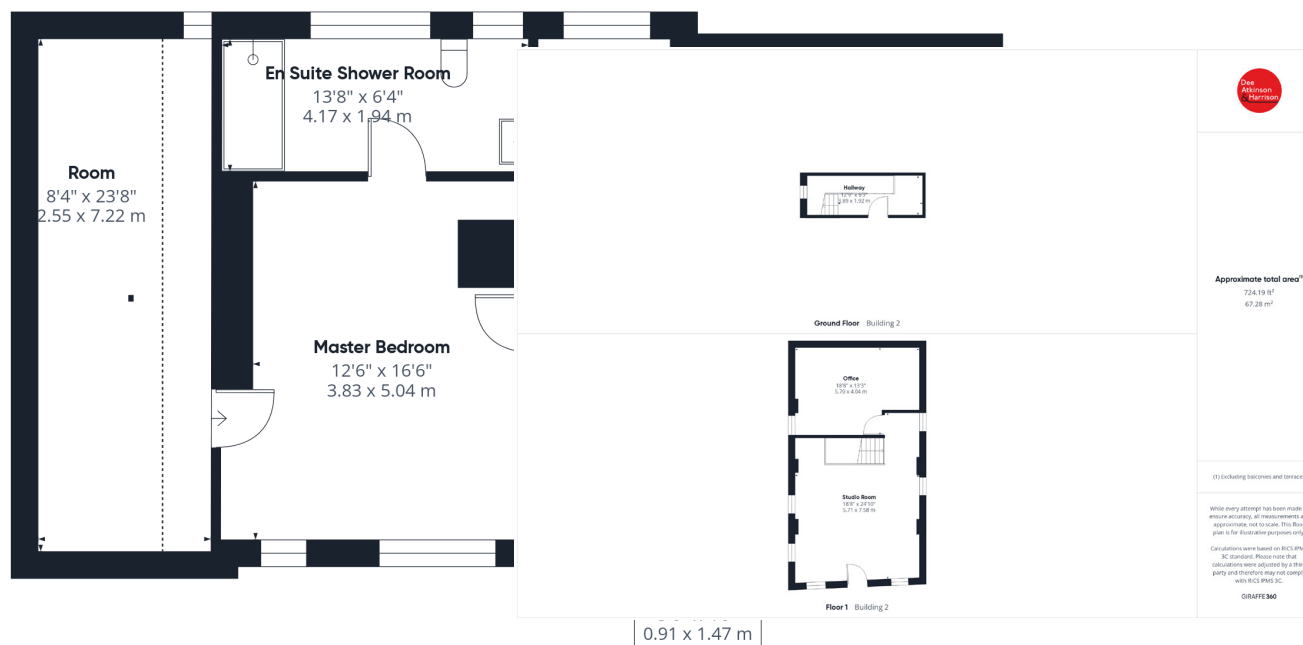 En Suite Shower Room
13'8" x 6'4"
4.17 x 1.94 m
Room
8'4" x 23'8"
2.55 x 7.22 m
Master Bedroom
12'6" x 16'6"
3.83 x 5.04 m
0.91 x 1.47 m
Hallway
3.89 x 1.92 m
Ground Floor Building 2
Office
18'8" x 13'3"
5.70 x 4.04 m
Studio Room
18'8" x 24'10"
5.71 x 7.58 m
Floor 1 Building 2
Dee
Atkinson
& Harrison
Approximate total area
724.19 ft²
67.28 m²
(1) Excluding balconies and terrace
While every attempt has been made
ensure accuracy, all measurements a
approximate, not to scale. This floo
plan is for illustrative purposes only
Calculations were based on RICS IPM
3C standard. Please note that
calculations were adjusted by a thir
party and therefore may not compl
with RICS IPMS 3C.
GIRAFFE360